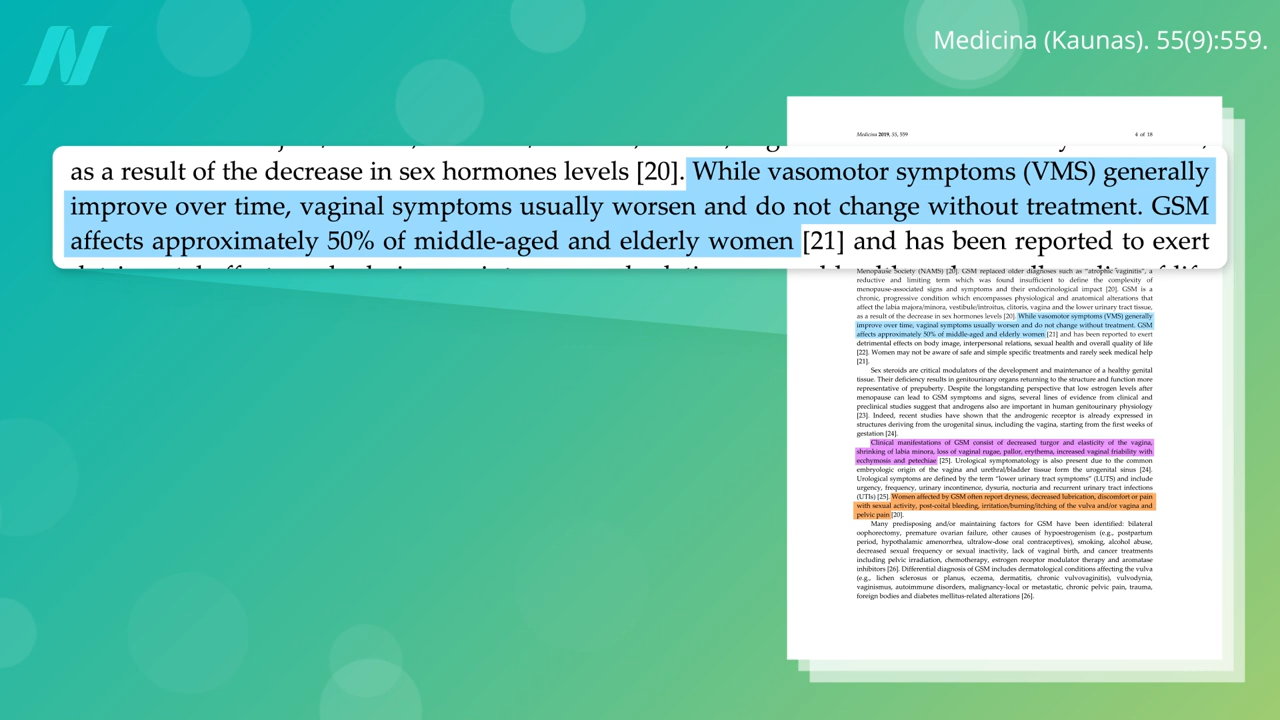 Medicina (Kaunas). 55(9):559.
Medicina 2019, 55, 559
4 of 18
as a result of the decrease in sex hormones levels [20]. While vasomotor symptoms (VMS) generally
improve over time, vaginal symptoms usually worsen and do not change without treatment. GSM
affects approximately 50% of middle-aged and elderly women [21] and has been reported to exert
Menopause Society (NAMS) [20]. GSM replaced older diagnoses such as “atrophic vaginitis”, a
reductive and limiting term which was found insufficient to define the complexity of
menopause-associated signs and symptoms and their endocrinological impact [20]. GSM is a
chronic, progressive condition which encompasses physiological and anatomical alterations that
affect the labia majora/minora, vestibule/introitus, clitoris, vagina and the lower urinary tract tissue,
as a result of the decrease in sex hormones levels [20]. While vasomotor symptoms (VMS) generally
improve over time, vaginal symptoms usually worsen and do not change without treatment. GSM
affects approximately 50% of middle-aged and elderly women [21] and has been reported to exert
detrimental effects on body image, interpersonal relations, sexual health and overall quality of life
[22]. Women may not be aware of safe and simple specific treatments and rarely seek medical help
[21].
Sex steroids are critical modulators of the development and maintenance of a healthy genital
tissue. Their deficiency results in genitourinary organs returning to the structure and function more
representative of prepuberty. Despite the longstanding perspective that low estrogen levels after
menopause can lead to GSM symptoms and signs, several lines of evidence from clinical and
preclinical studies suggest that androgens also are important in human genitourinary physiology
[23]. Indeed, recent studies have shown that the androgenic receptor is already expressed in
structures deriving from the urogenital sinus, including the vagina, starting from the first weeks of
gestation [24].
Clinical manifestations of GSM consist of decreased turgor and elasticity of the vagina,
shrinking of labia minora, loss of vaginal rugae, pallor, erythema, increased vaginal friability with
ecchymosis and petechiae [25]. Urological symptomatology is also present due to the common
embryologic origin of the vagina and urethral/bladder tissue form the urogenital sinus [24].
Urological symptoms are defined by the term “lower urinary tract symptoms” (LUTS) and include
urgency, frequency, urinary incontinence, dysuria, nocturia and recurrent urinary tract infections
(UTIs) [25]. Women affected by GSM often report dryness, decreased lubrication, discomfort or pain
with sexual activity, post-coital bleeding, irritation/burning/itching of the vulva and/or vagina and
pelvic pain [20].
Many predisposing and/or maintaining factors for GSM have been identified: bilateral
oophorectomy, premature ovarian failure, other causes of hypoestrogenism (e.g., postpartum
period, hypothalamic amenorrhea, ultralow-dose oral contraceptives), smoking, alcohol abuse,
decreased sexual frequency or sexual inactivity, lack of vaginal birth, and cancer treatments
including pelvic irradiation, chemotherapy, estrogen receptor modulator therapy and aromatase
inhibitors [26]. Differential diagnosis of GSM includes dermatological conditions affecting the vulva
(e.g., lichen sclerosus or planus, eczema, dermatitis, chronic vulvovaginitis), vulvodynia,
vaginismus, autoimmune disorders, malignancy-local or metastatic, chronic pelvic pain, trauma,
foreign bodies and diabetes mellitus-related alterations [26].